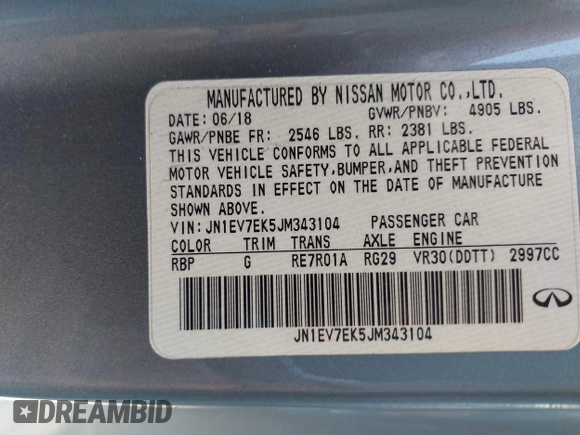 MANUFACTURED BY NISSAN MOTOR CO.,LTD.
DATE: 06/18 GVWR/PNBV: 4905 LBS.
GAWR/PNBE FR: 2546 LBS. RR: 2381 LBS.
THIS VEHICLE CONFORMS TO ALL APPLICABLE FEDERAL
MOTOR VEHICLE SAFETY,BUMPER,AND THEFT PREVENTION
STANDARDS IN EFFECT ON THE DATE OF MANUFACTURE
SHOWN ABOVE.
VIN:JN1EV7EK5JM343104 PASSENGER CAR
COLOR TRIM TRANS AXLE ENGINE
RBP G RE7R01A RG29 VR30(DDTT) 2997CC
JN1EV7EK5JM343104
DREAMBID